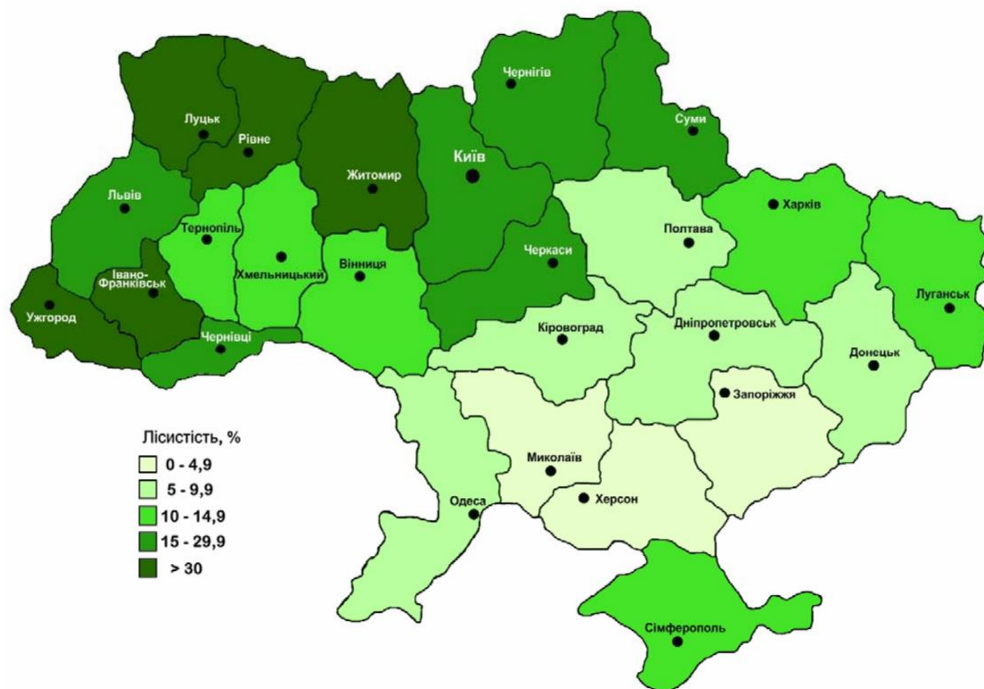 Чернігів
Суми
Луцьк
Рівне
Київ
Житомир
Львів
Харків
Тернопіль
Полтава
Черкаси
Хмельницький
Вінниця
Івано-
Франківськ
Ужгород
Луганськ
Чернівці
Кіровоград
Дніпропетровськ
Донецьк
Запоріжжя
Миколаїв
Херсон
Одеса
Сімферополь
Лісистість, %
0 - 4,9
5 - 9,9
10 - 14,9
15 - 29,9
> 30